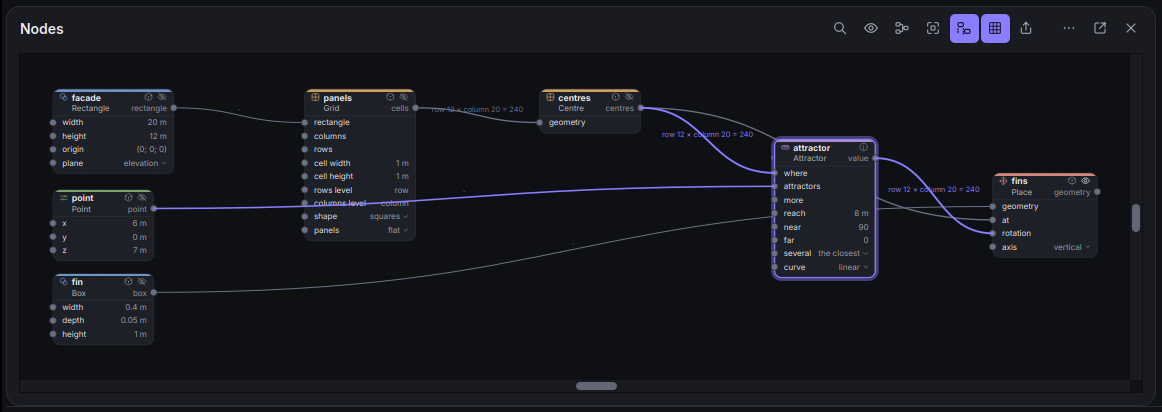 Nodes
facade
Rectangle rectangle
width 20 m
height 12 m
origin (0; 0; 0)
plane elevation
point
Point point
x 6 m
y 0 m
z 7 m
fin
Box box
width 0.4 m
depth 0.05 m
height 1 m
panels
Grid cells
rectangle
columns
rows
cell width 1 m
cell height 1 m
rows level row
columns level column
shape squares
panels flat
row 12 × column 20 = 240
centres
Centre centres
geometry
row 12 × column 20 = 240
attractor
Attractor value
where
attractors
more
reach 8 m
near 90
far 0
several the closest
curve linear
row 12 × column 20 = 240
fins
Place geometry
geometry
at
rotation
axis vertical